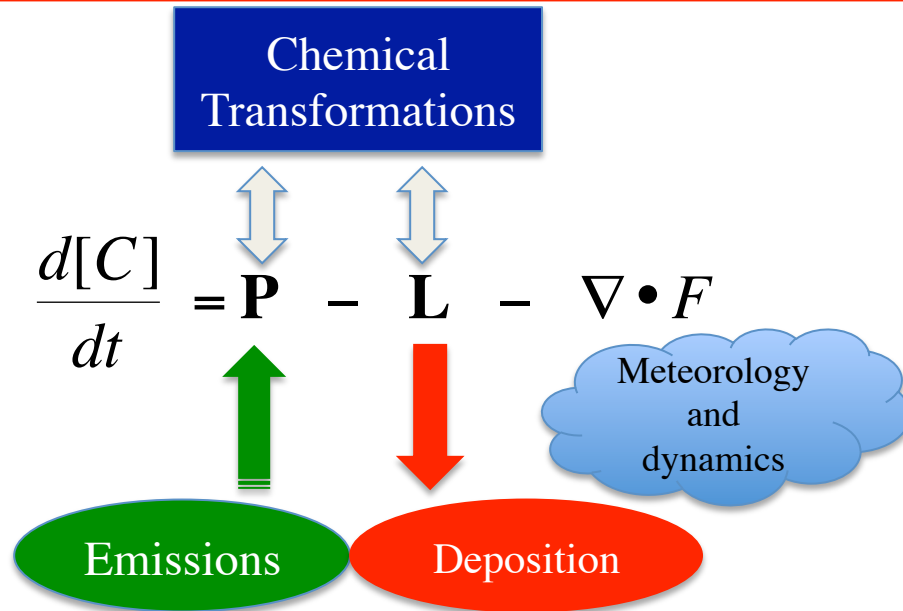 Chemical
Transformations
d[C]/dt = P – L – ∇ • F
Meteorology
and
dynamics
Emissions
Deposition